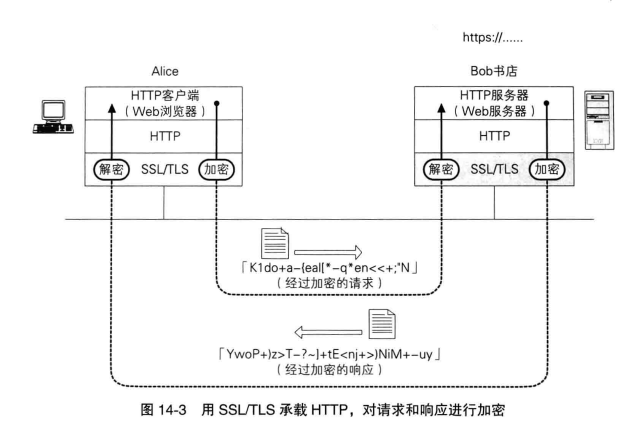 https://......
Alice
Bob书店
HTTP客户端
（Web浏览器）
HTTP服务器
（Web服务器）
HTTP
HTTP
解密 SSL/TLS 加密
解密 SSL/TLS 加密
「K1do+a−(eal[*−q*en<<+;"N」
（经过加密的请求）
「YwoP+)z>T−?~]+tE<nj+>)NiM+−uy」
（经过加密的响应）
图 14-3 用 SSL/TLS 承载 HTTP，对请求和响应进行加密